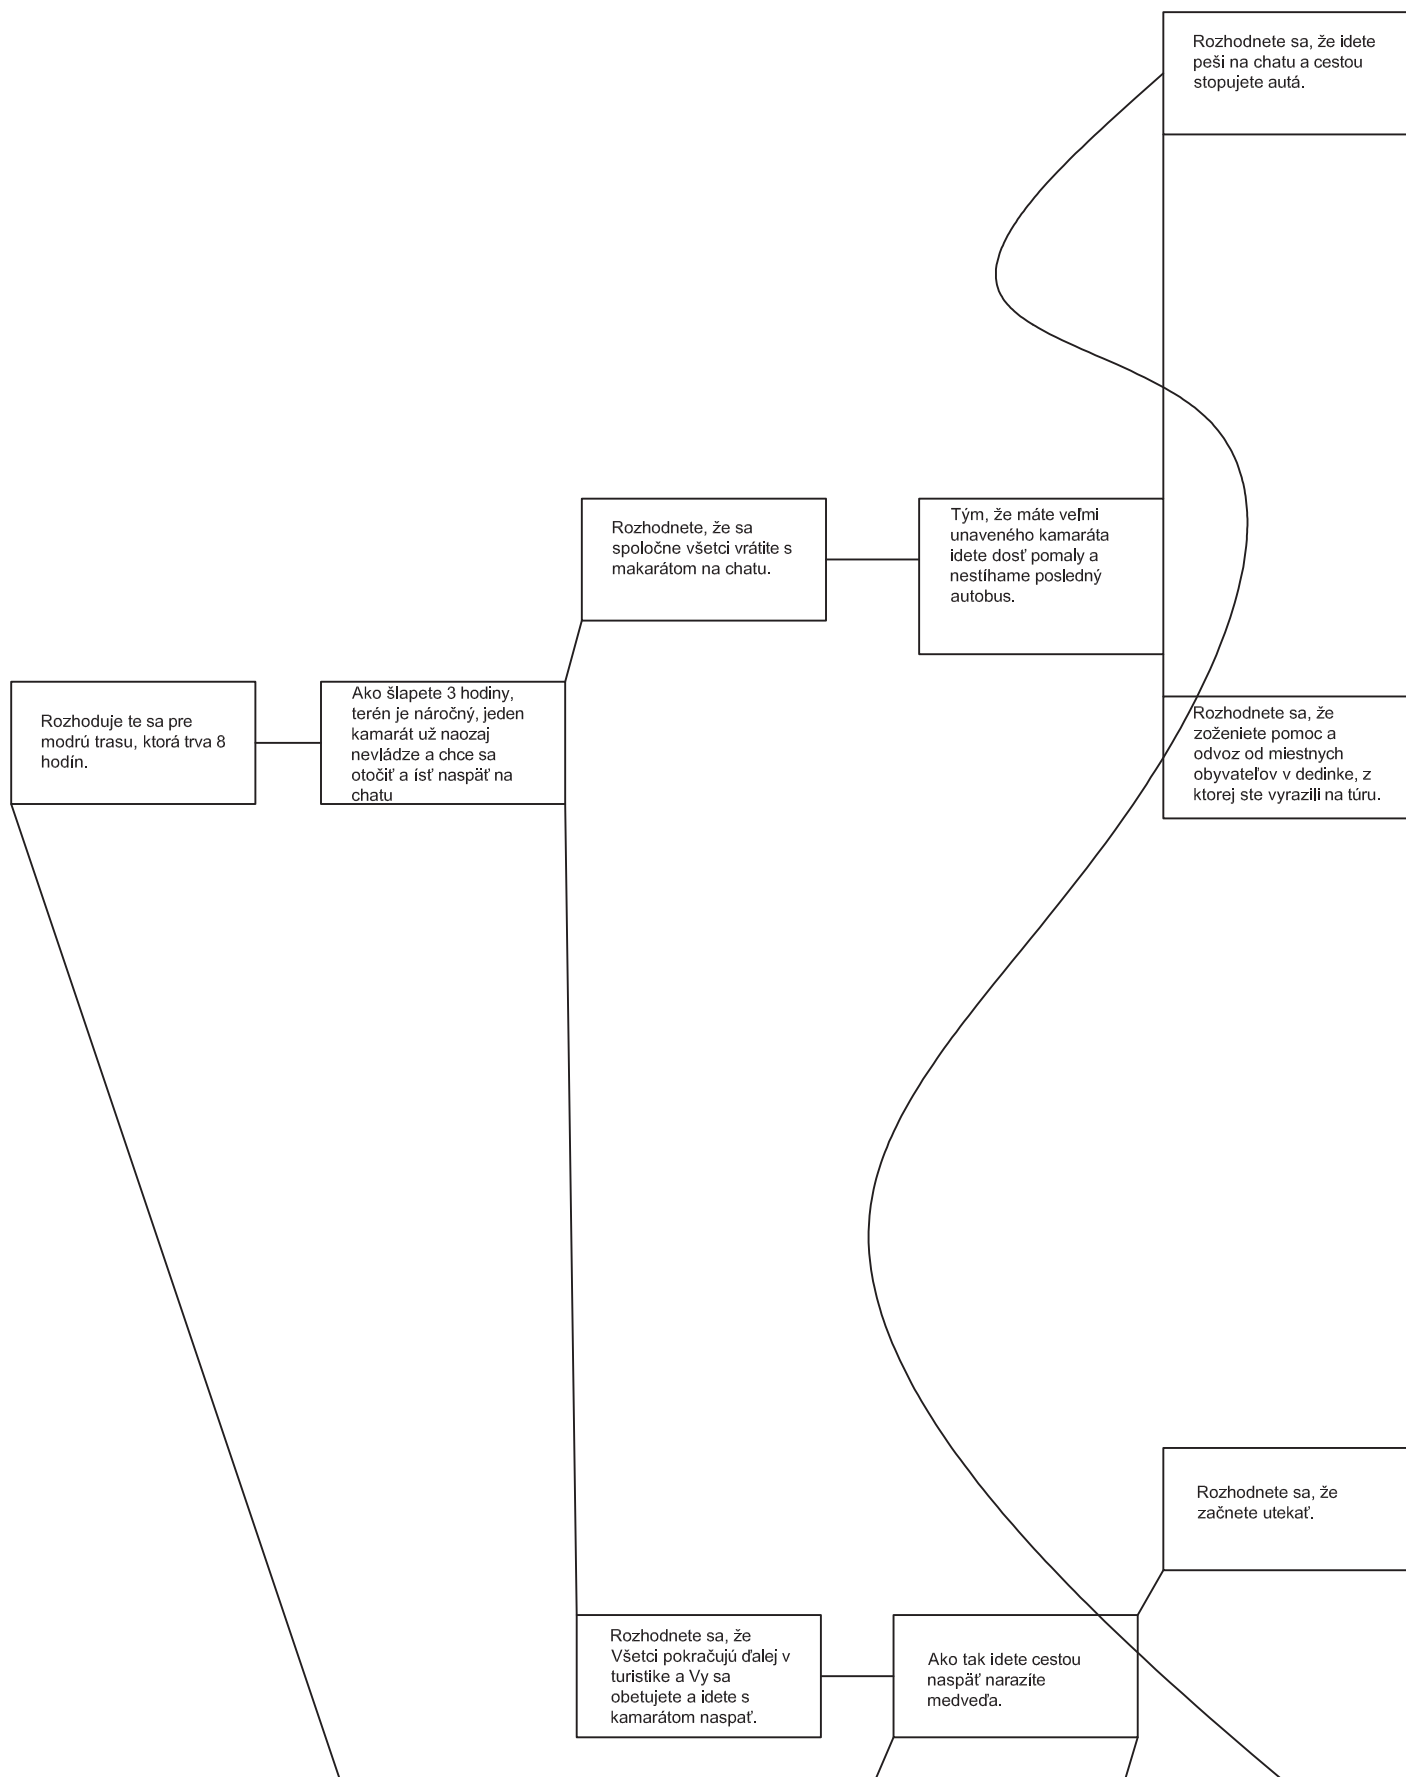 Rozhodnete sa, že idete
peši na chatu a cestou
stopujete autá.
Rozhodnete, že sa
spoločne všetci vrátite s
makarátom na chatu.
Tým, že máte veľmi
unaveného kamaráta
idete dosť pomaly a
nestíhame posledný
autobus.
Rozhoduje te sa pre
modrú trasu, ktorá trva 8
hodín.
Ako šlapete 3 hodiny,
terén je náročný, jeden
kamarát už naozaj
nevládze a chce sa
otočiť a ísť naspäť na
chatu
Rozhodnete sa, že
zoženiete pomoc a
odvoz od miestnych
obyvateľov v dedinke, z
ktorej ste vyrazili na túru.
Rozhodnete sa, že
začnete utekať.
Rozhodnete sa, že
Všetci pokračujú ďalej v
turistike a Vy sa
obetujete a idete s
kamarátom naspať.
Ako tak idete cestou
naspäť narazíte
medveďa.